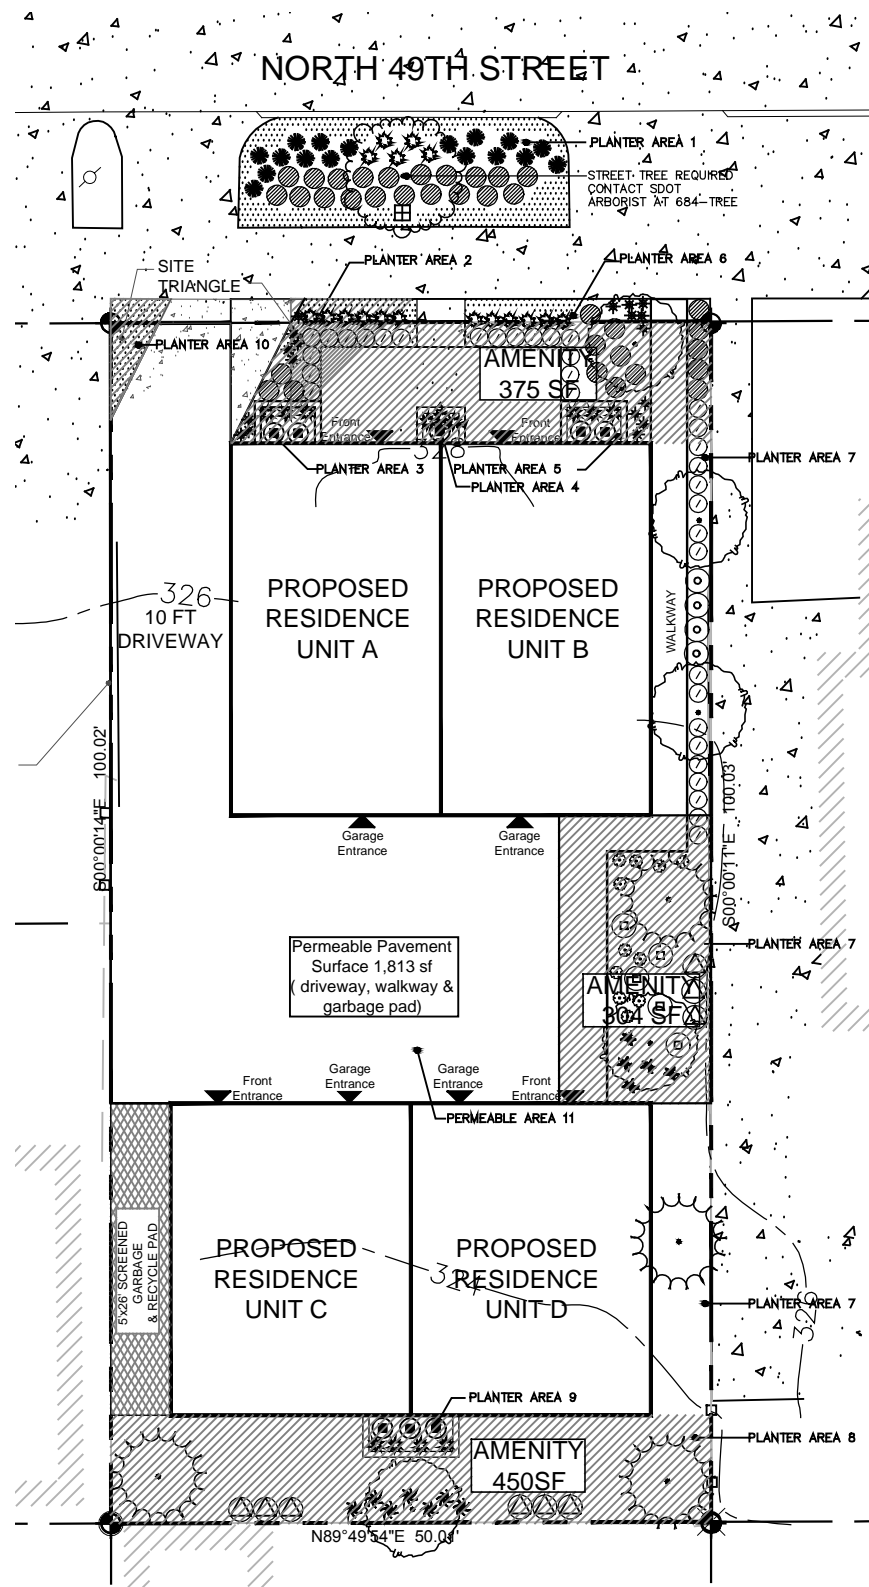 NORTH 49TH STREET
PLANTER AREA 1
STREET TREE REQUIRED
CONTACT SDOT
ARBORIST AT 684-TREE
PLANTER AREA 2
PLANTER AREA 6
SITE
TRIANGLE
PLANTER AREA 10
AMENITY
375 SF
Front
Entrance
Front
Entrance
328
PLANTER AREA 3
PLANTER AREA 5
PLANTER AREA 4
PLANTER AREA 7
PROPOSED
RESIDENCE
UNIT A
PROPOSED
RESIDENCE
UNIT B
326
10 FT
DRIVEWAY
WALKWAY
S00°00'14"E 100.02'
S00°00'11"E 100.03'
Garage
Entrance
Garage
Entrance
Permeable Pavement
Surface 1,813 sf
( driveway, walkway &
garbage pad)
PLANTER AREA 7
AMENITY
304 SF
Front
Entrance
Garage
Entrance
Garage
Entrance
Front
Entrance
PERMEABLE AREA 11
5'X26' SCREENED
GARBAGE
& RECYCLE PAD
PROPOSED
RESIDENCE
UNIT C
PROPOSED
RESIDENCE
UNIT D
324
PLANTER AREA 7
326
PLANTER AREA 9
PLANTER AREA 8
AMENITY
450SF
N89°49'54"E 50.01'